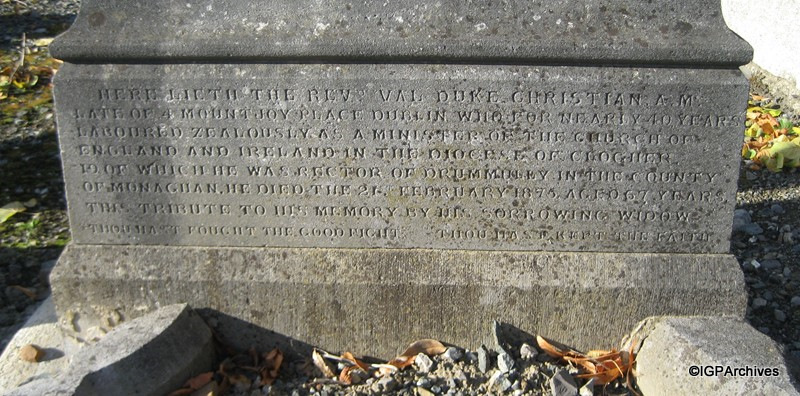 HERE LIETH THE REVD VAL DUKE CHRISTIAN, A.M.
LATE OF 4 MOUNTJOY PLACE DUBLIN WHO FOR NEARLY 40 YEARS
LABOURED ZEALOUSLY AS A MINISTER OF THE CHURCH OF
ENGLAND AND IRELAND IN THE DIOCESE OF CLOGHER
19 OF WHICH HE WAS RECTOR OF DRUMMULLY IN THE COUNTY
OF MONAGHAN. HE DIED THE 21ST FEBRUARY 1875 AGED 67 YEARS
THIS TRIBUTE TO HIS MEMORY BY HIS SORROWING WIDOW
THOU HAST FOUGHT THE GOOD FIGHT THOU HAST KEPT THE FAITH
©IGPArchives